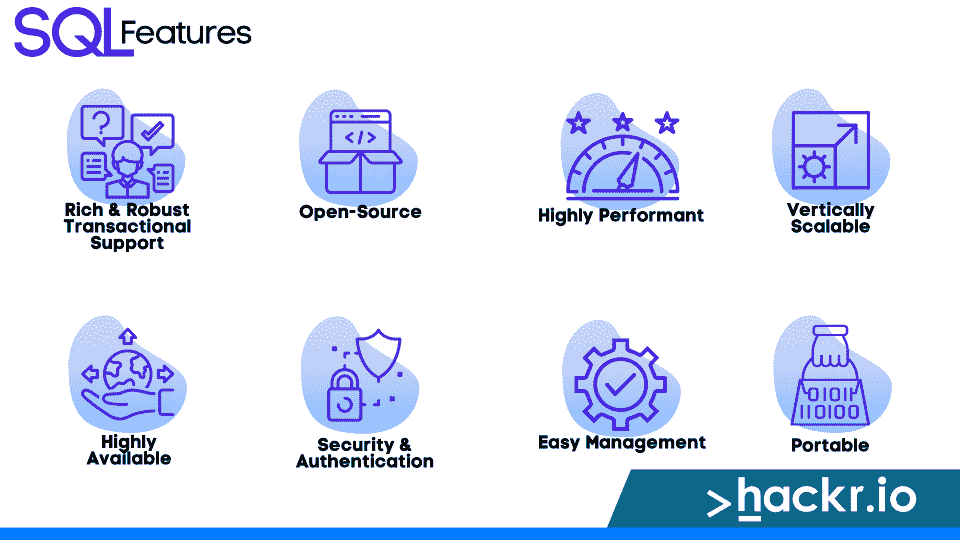 SQL Features
Rich & Robust
Transactional
Support
Open-Source
Highly Performant
Vertically
Scalable
Highly
Available
Security &
Authentication
Easy Management
01011
110100
Portable
>hackr.io